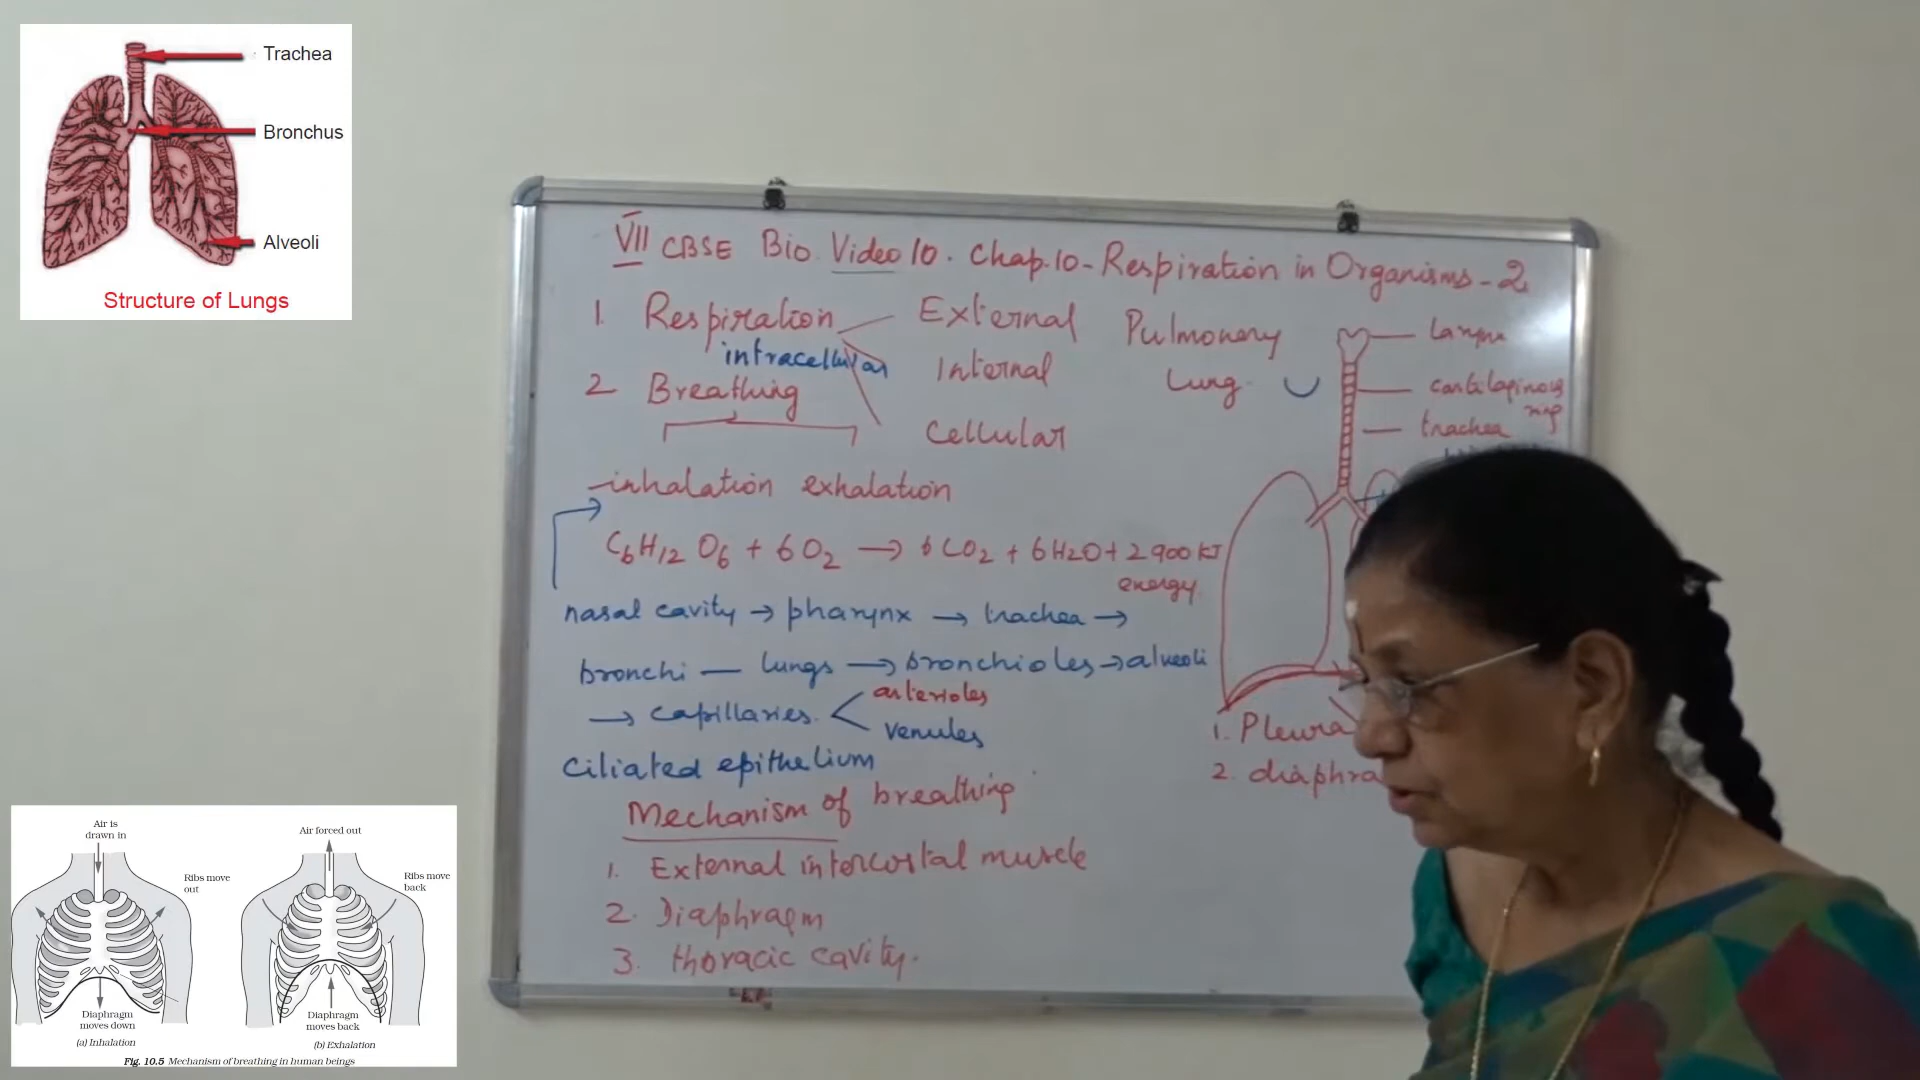 Trachea
Bronchus
Alveoli
Structure of Lungs
VII CBSE Bio. Video 10. Chap.10 - Respiration in Organisms - 2
1. Respiration
External
Pulmonary
intracellular
Internal
Lung
2 Breathing
Cellular
inhalation exhalation
C6H12O6 + 6O2 → 6CO2 + 6H2O + 2900 KJ
energy
nasal cavity → pharynx → trachea →
bronchi — lungs → bronchioles → alveoli
→ capillaries.
arterioles
venules
Ciliated epithelium
Mechanism of breathing
1. External intercostal muscle
2. Diaphragm
3. thoracic cavity.
cartilaginous
ring
trachea
1. Pleura
2. diaphra
Air is
drawn in
Ribs move
out
Diaphragm
moves down
(a) Inhalation
Air forced out
Ribs move
back
Diaphragm
moves back
(b) Exhalation
Fig. 10.5 Mechanism of breathing in human beings